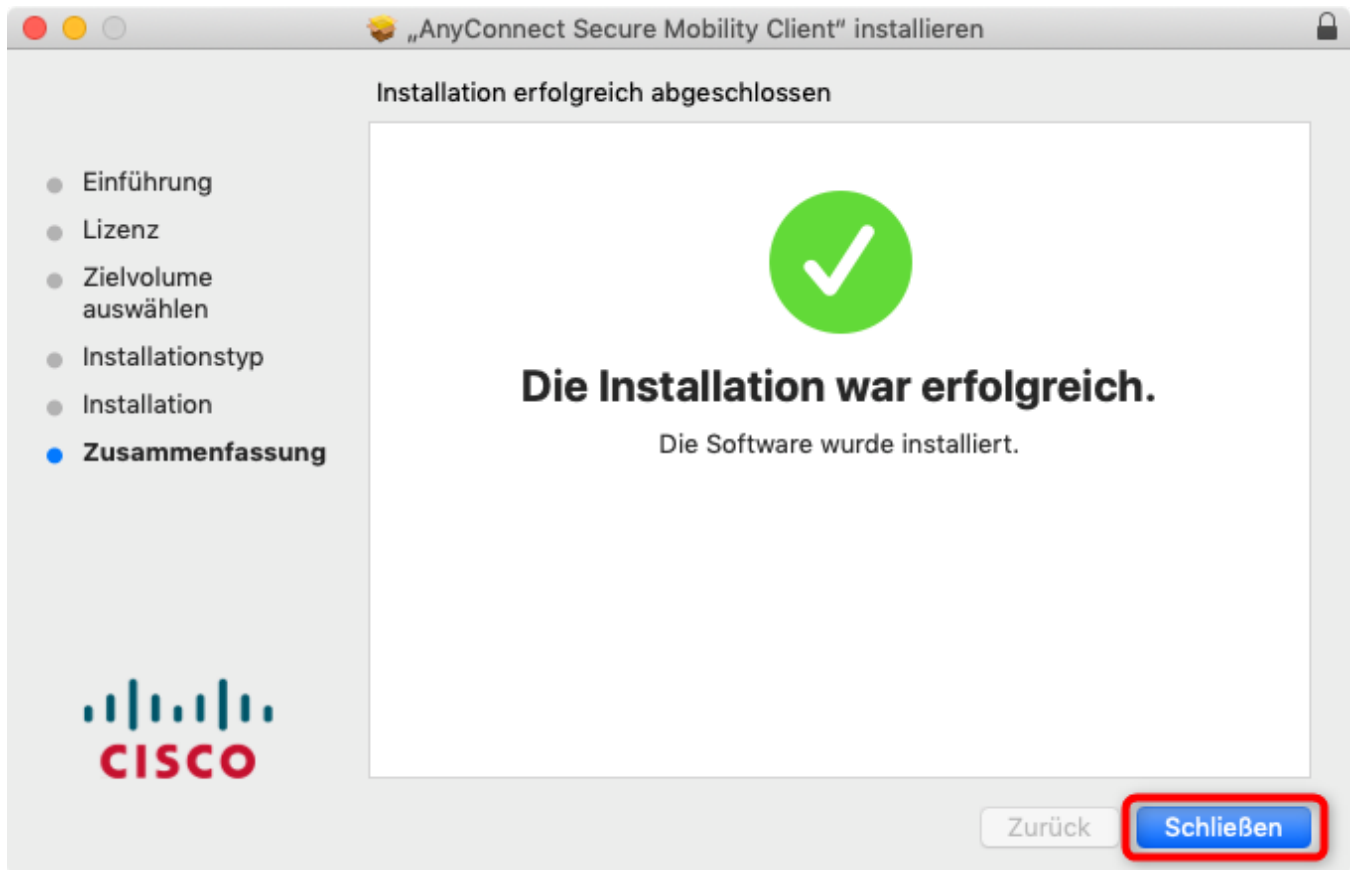 „AnyConnect Secure Mobility Client“ installieren
Installation erfolgreich abgeschlossen
Einführung
Lizenz
Zielvolume
auswählen
Installationstyp
Installation
Zusammenfassung
Die Installation war erfolgreich.
Die Software wurde installiert.
CISCO
Zurück
Schließen